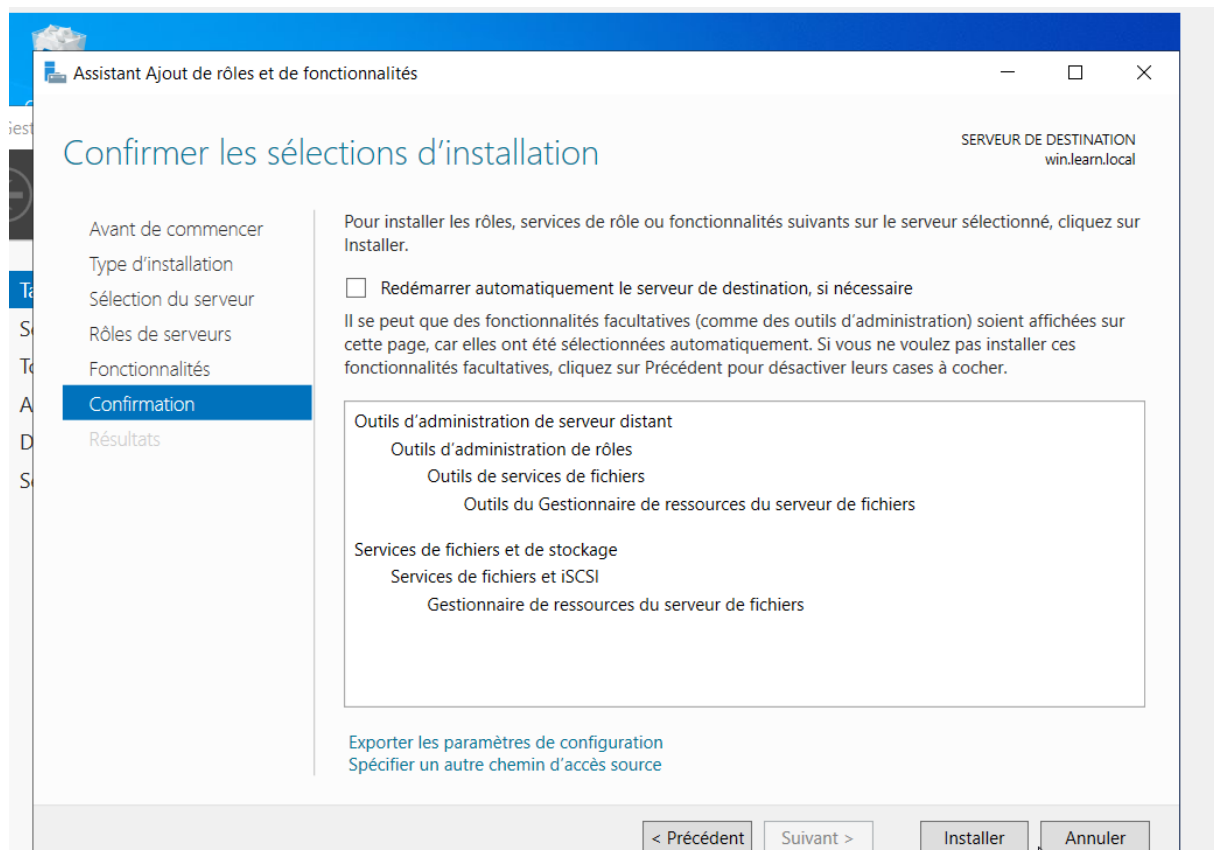 Assistant Ajout de rôles et de fonctionnalités
Confirmer les sélections d’installation
SERVEUR DE DESTINATION
win.learn.local
Avant de commencer
Type d’installation
Sélection du serveur
Rôles de serveurs
Fonctionnalités
Confirmation
Résultats
Pour installer les rôles, services de rôle ou fonctionnalités suivants sur le serveur sélectionné, cliquez sur
Installer.
Redémarrer automatiquement le serveur de destination, si nécessaire
Il se peut que des fonctionnalités facultatives (comme des outils d’administration) soient affichées sur
cette page, car elles ont été sélectionnées automatiquement. Si vous ne voulez pas installer ces
fonctionnalités facultatives, cliquez sur Précédent pour désactiver leurs cases à cocher.
Outils d’administration de serveur distant
Outils d’administration de rôles
Outils de services de fichiers
Outils du Gestionnaire de ressources du serveur de fichiers
Services de fichiers et de stockage
Services de fichiers et iSCSI
Gestionnaire de ressources du serveur de fichiers
Exporter les paramètres de configuration
Spécifier un autre chemin d’accès source
< Précédent
Suivant >
Installer
Annuler